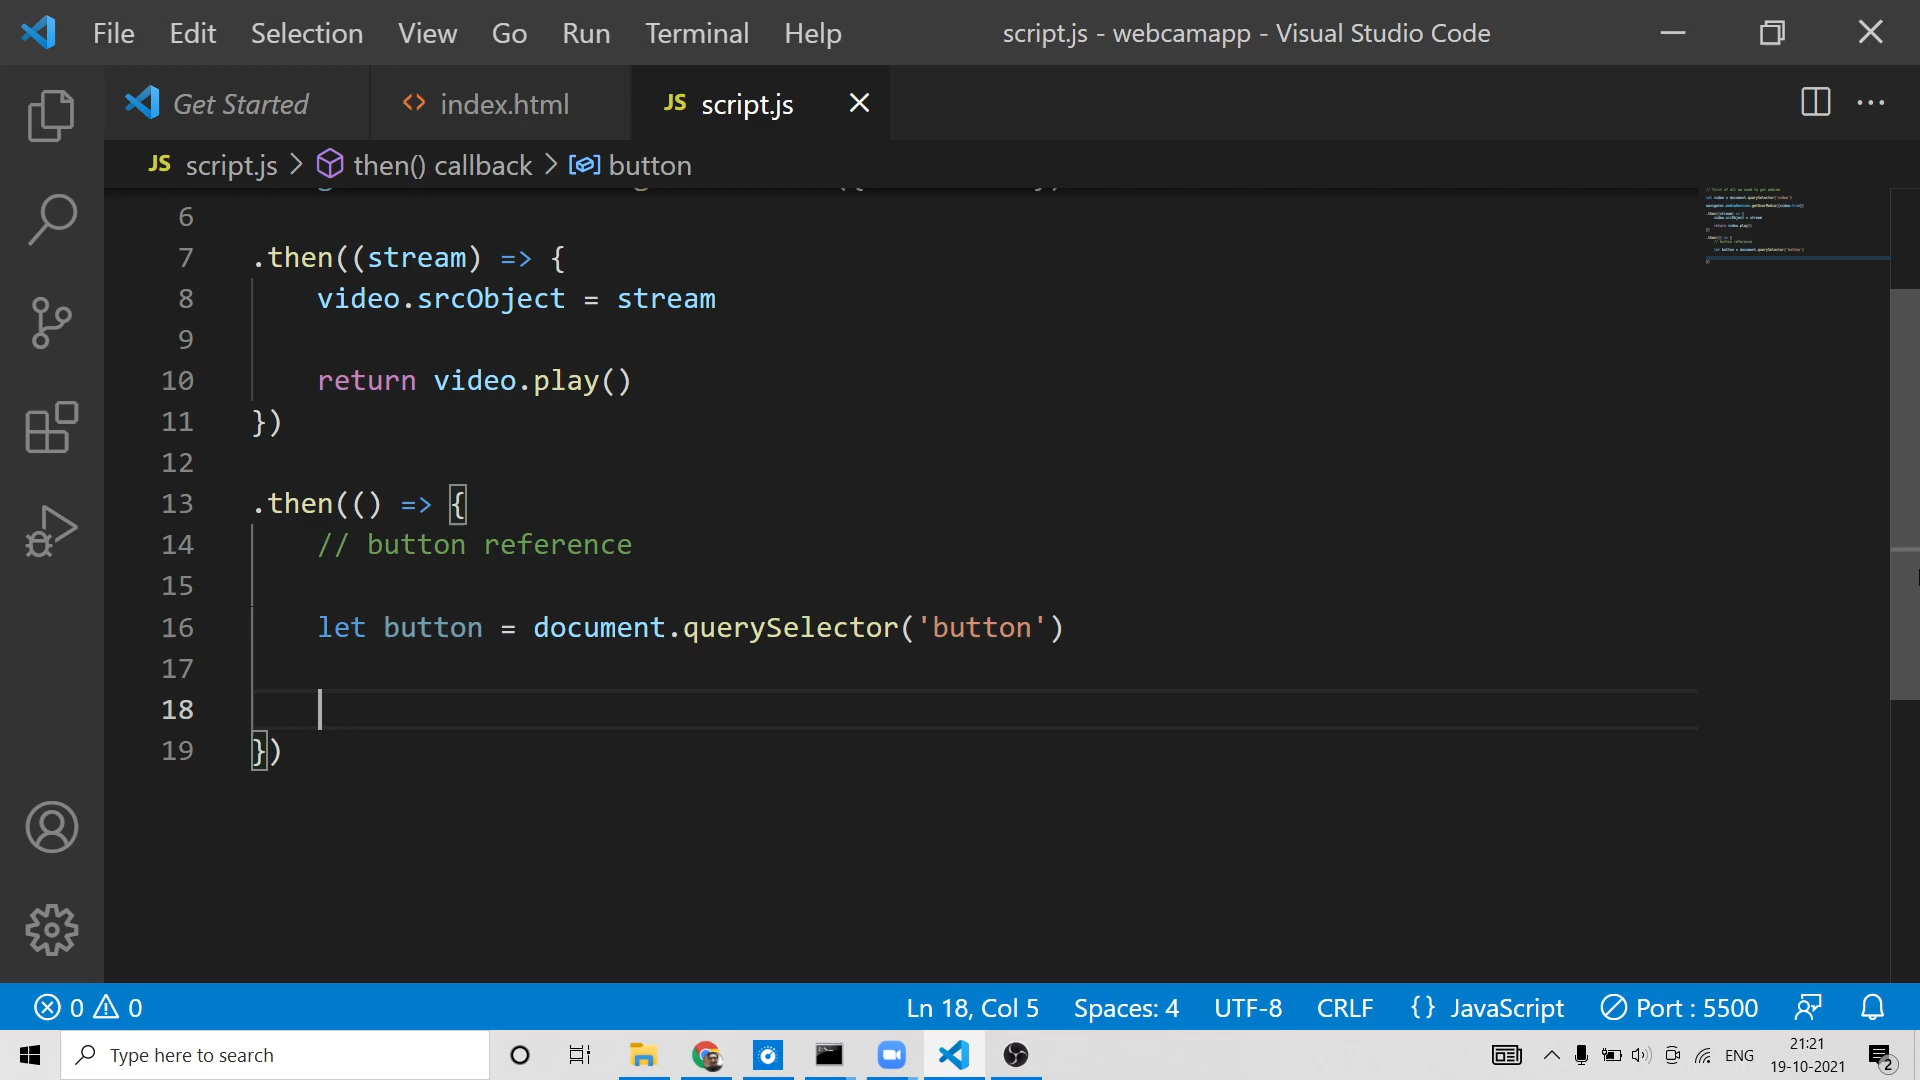 File Edit Selection View Go Run Terminal Help script.js - webcamapp - Visual Studio Code
Get Started index.html JS script.js
JS script.js > then() callback > button
6
7 .then((stream) => {
8 video.srcObject = stream
9
10 return video.play()
11 })
12
13 .then(() => {
14 // button reference
15
16 let button = document.querySelector('button')
17
18
19 })
0 0 Ln 18, Col 5 Spaces: 4 UTF-8 CRLF {} JavaScript Port : 5500
Type here to search ENG 21:21
19-10-2021 2